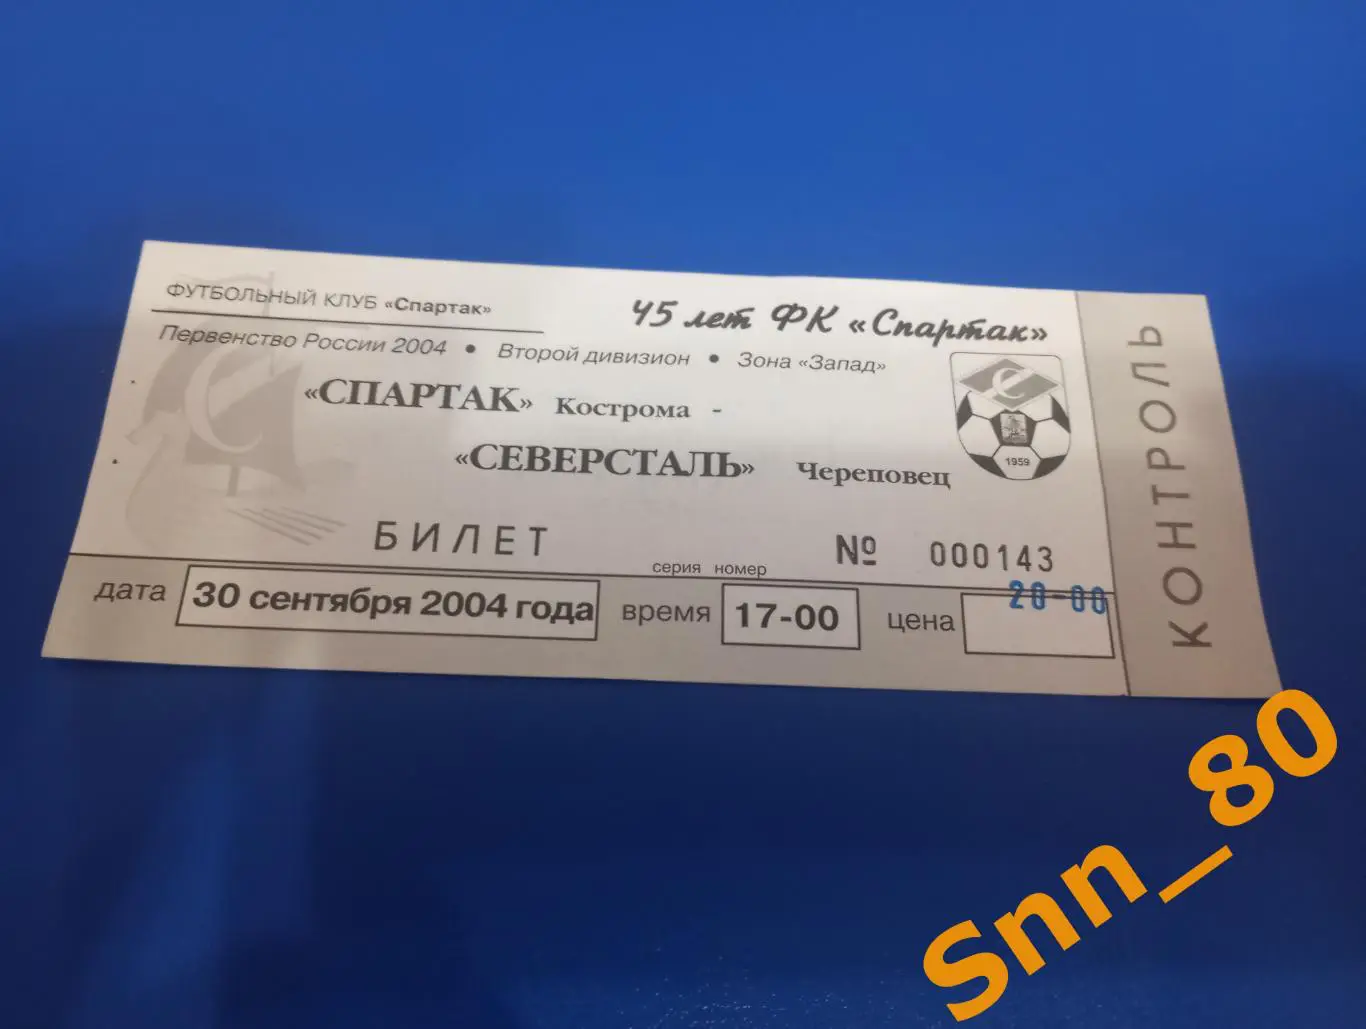 ФУТБОЛЬНЫЙ КЛУБ «Спартак»
45 лет ФК «Спартак»
Первенство России 2004 • Второй дивизион • Зона «Запад»
«СПАРТАК» Кострома -
«СЕВЕРСТАЛЬ» Череповец
1959
БИЛЕТ
серия номер
№ 000143
дата 30 сентября 2004 года время 17-00 цена 20-00
КОНТРОЛЬ
Snn_80